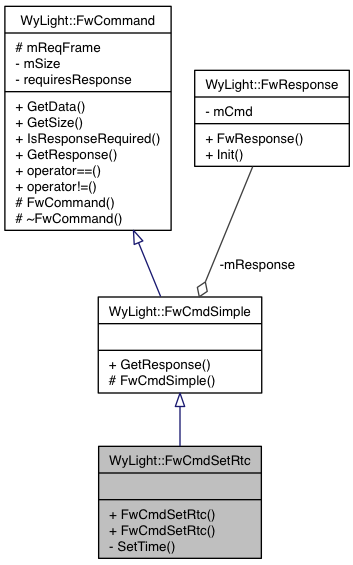 WyLight::FwCommand
# mReqFrame
- mSize
- requiresResponse
+ GetData()
+ GetSize()
+ IsResponseRequired()
+ GetResponse()
+ operator==()
+ operator!=()
# FwCommand()
# ~FwCommand()
WyLight::FwResponse
- mCmd
+ FwResponse()
+ Init()
-mResponse
WyLight::FwCmdSimple
+ GetResponse()
# FwCmdSimple()
WyLight::FwCmdSetRtc
+ FwCmdSetRtc()
+ FwCmdSetRtc()
- SetTime()